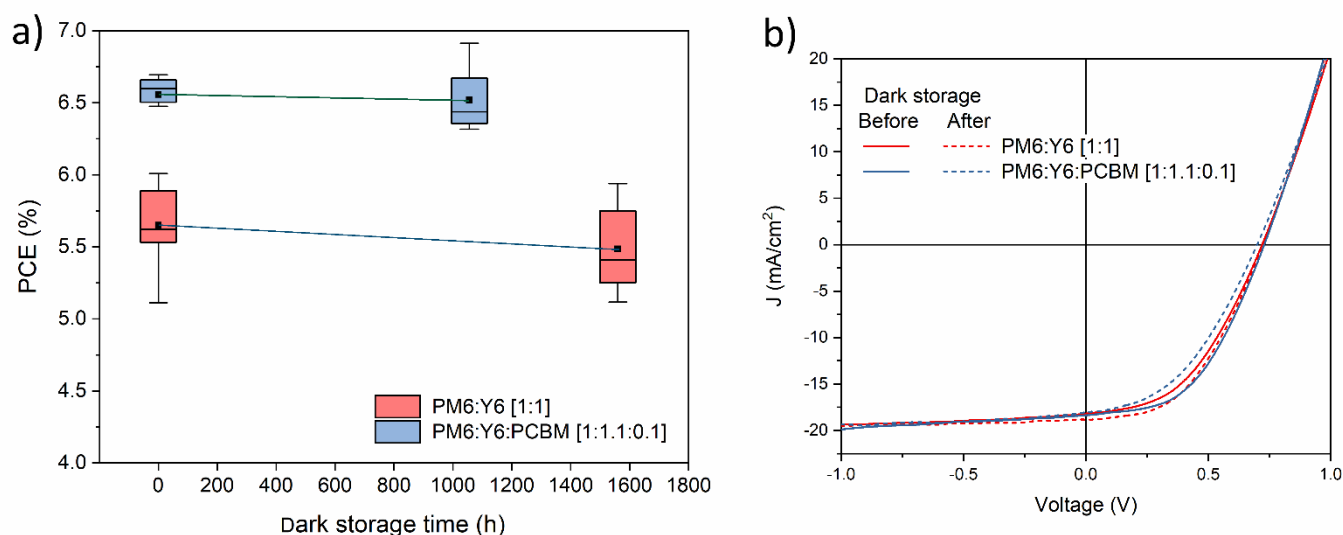 a)
7.0
6.5
6.0
5.5
5.0
4.5
4.0
PCE (%)
PM6:Y6 [1:1]
PM6:Y6:PCBM [1:1.1:0.1]
0 200 400 600 800 1000 1200 1400 1600 1800
Dark storage time (h)
b)
20
15
10
5
0
-5
-10
-15
-20
J (mA/cm²)
Dark storage
Before After
PM6:Y6 [1:1]
PM6:Y6:PCBM [1:1.1:0.1]
-1.0 -0.5 0.0 0.5 1.0
Voltage (V)